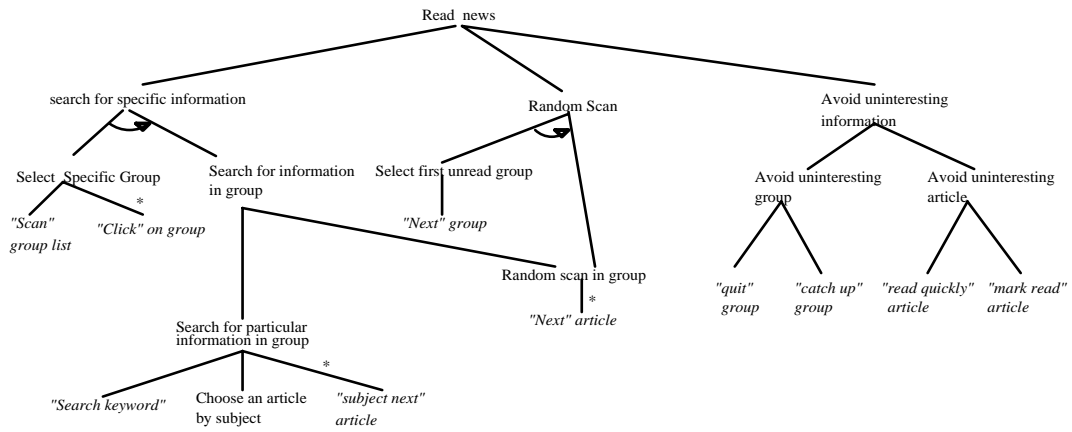 Read news
search for specific information
Random Scan
Avoid uninteresting
information
Select Specific Group
Search for information
in group
Select first unread group
Avoid uninteresting
group
Avoid uninteresting
article
*
"Scan"
group list
"Click" on group
"Next" group
Random scan in group
"quit"
group
"catch up"
group
"read quickly"
article
"mark read"
article
*
"Next" article
Search for particular
information in group
*
"Search keyword"
Choose an article
by subject
"subject next"
article